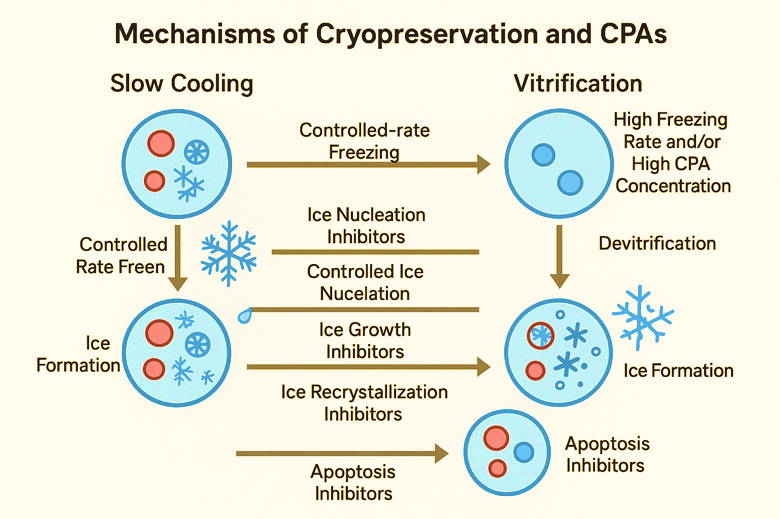 Mechanisms of Cryopreservation and CPAs
Slow Cooling
Vitrification
Controlled-rate
Freezing
High Freezing
Rate and/or
High CPA
Concentration
Controlled
Rate Freen
Ice Nucleation
Inhibitors
Devitrification
Controlled Ice
Nucelation
Ice
Formation
Ice Growth
Inhibitors
Ice Formation
Ice Recrystallization
Inhibitors
Apoptosis
Inhibitors
Apoptosis
Inhibitors